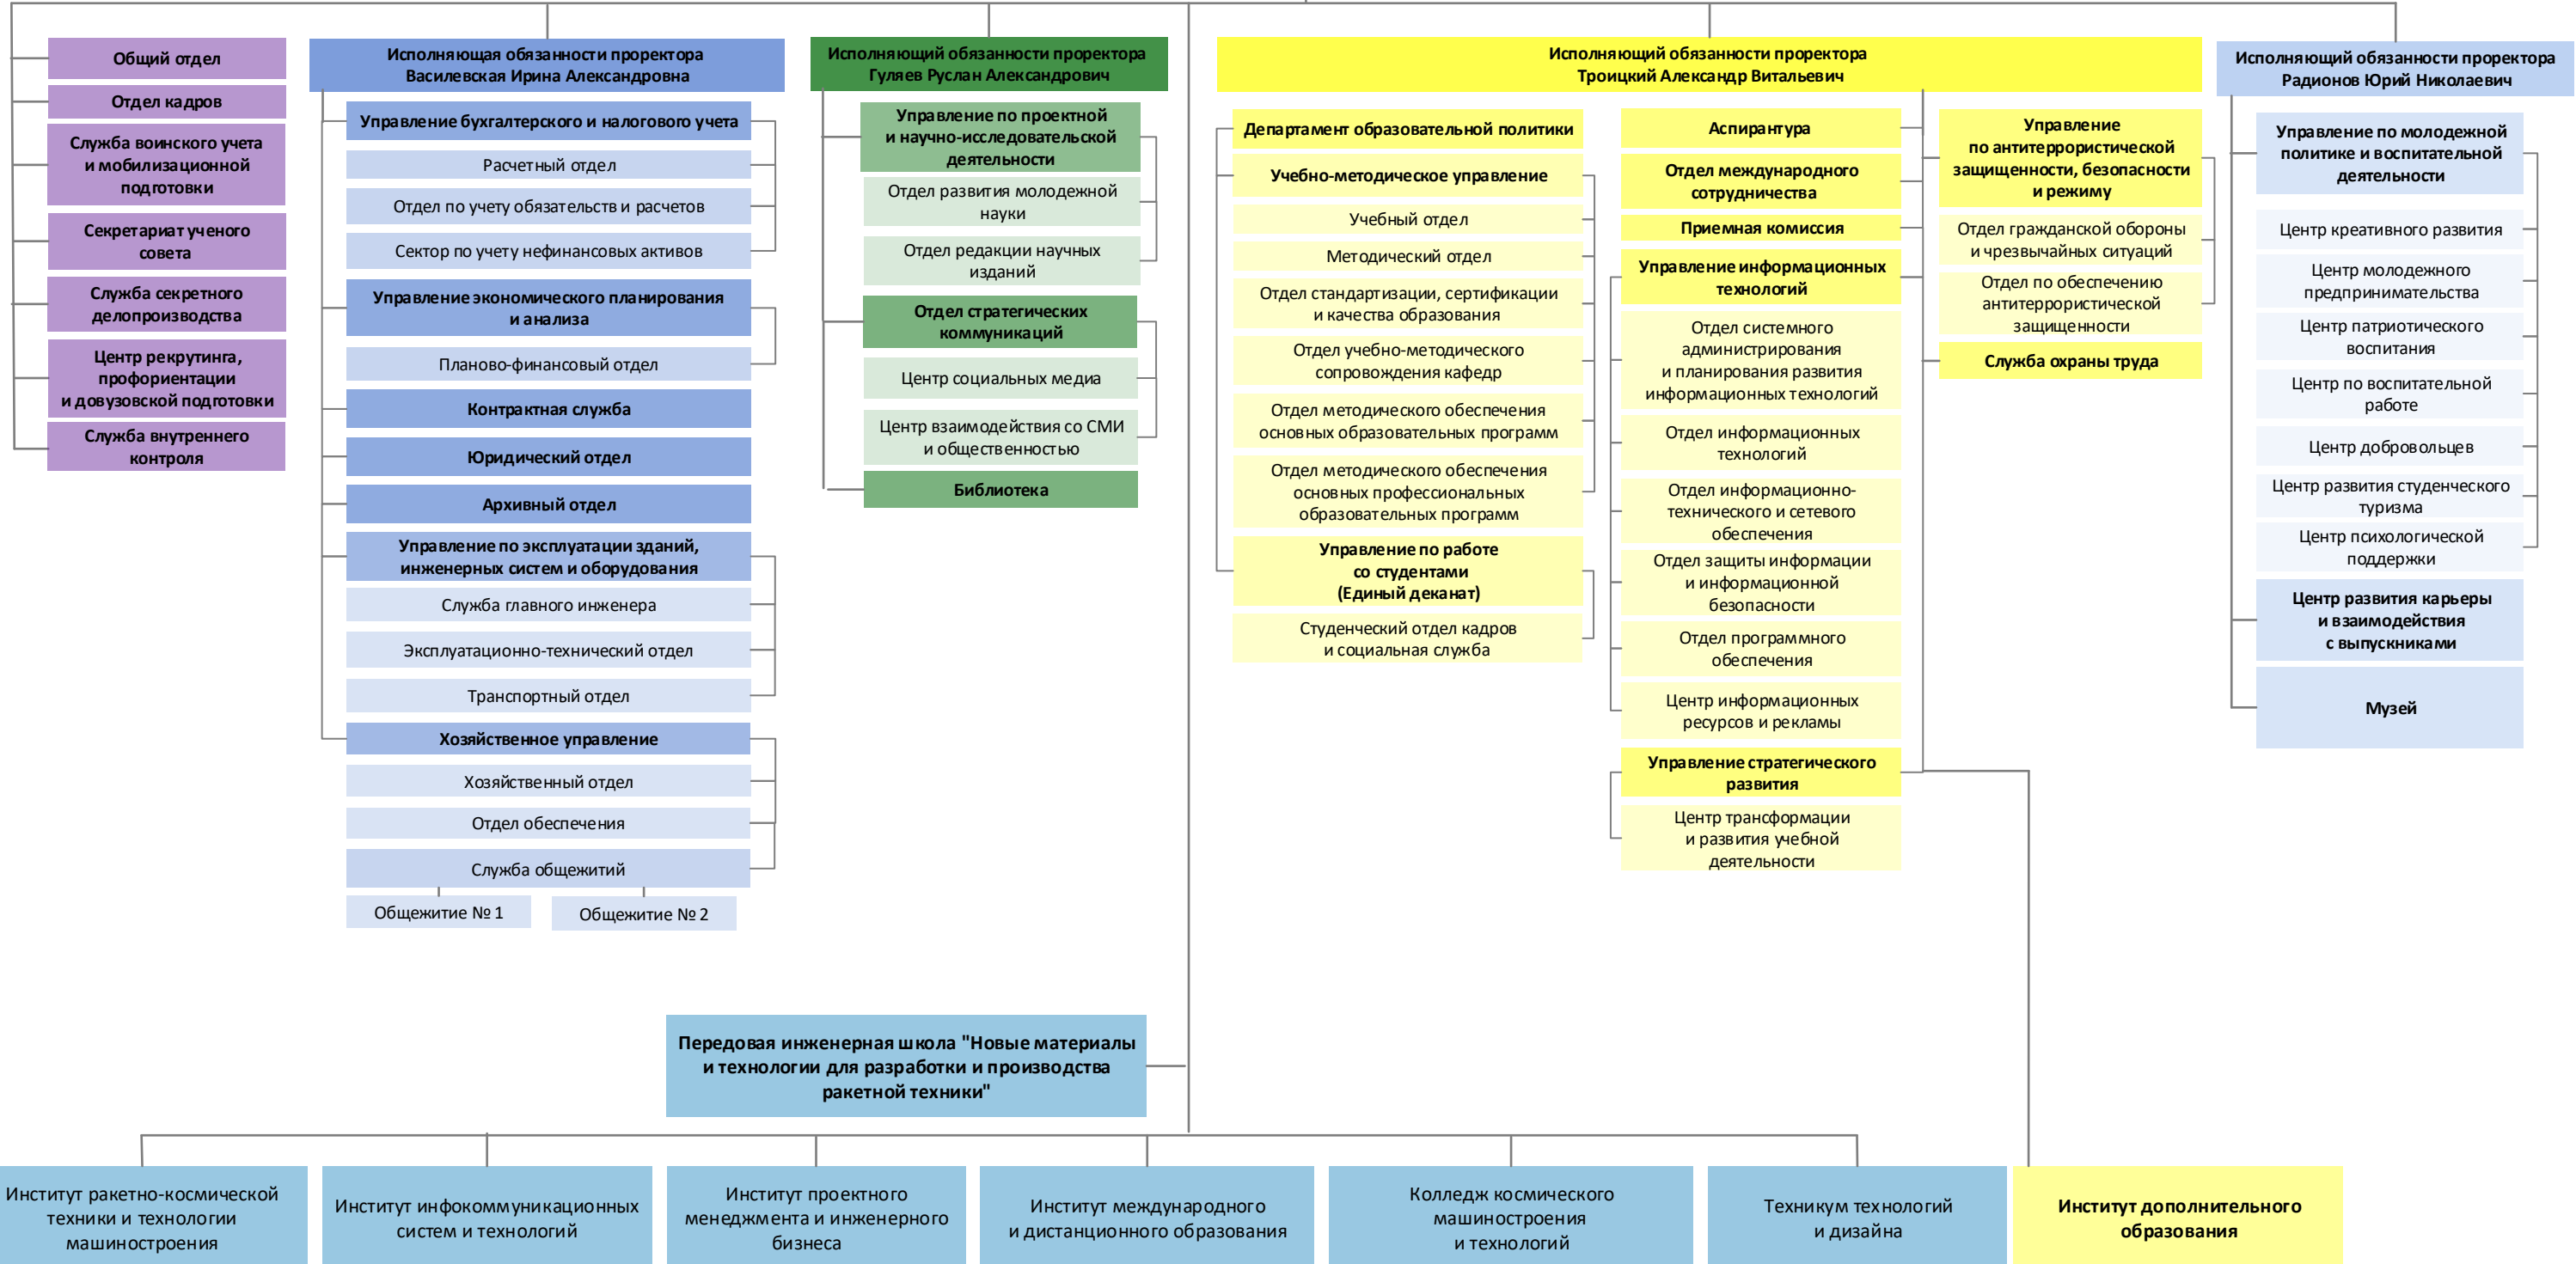 Общий отдел
Отдел кадров
Служба воинского учета
и мобилизационной
подготовки
Секретариат ученого
совета
Служба секретного
делопроизводства
Центр рекрутинга,
профориентации
и довузовской подготовки
Служба внутреннего
контроля
Исполняющая обязанности проректора
Василевская Ирина Александровна
Управление бухгалтерского и налогового учета
Расчетный отдел
Отдел по учету обязательств и расчетов
Сектор по учету нефинансовых активов
Управление экономического планирования
и анализа
Планово-финансовый отдел
Контрактная служба
Юридический отдел
Архивный отдел
Управление по эксплуатации зданий,
инженерных систем и оборудования
Служба главного инженера
Эксплуатационно-технический отдел
Транспортный отдел
Хозяйственное управление
Хозяйственный отдел
Отдел обеспечения
Служба общежитий
Общежитие № 1
Общежитие № 2
Исполняющий обязанности проректора
Гуляев Руслан Александрович
Управление по проектной
и научно-исследовательской
деятельности
Отдел развития молодежной
науки
Отдел редакции научных
изданий
Отдел стратегических
коммуникаций
Центр социальных медиа
Центр взаимодействия со СМИ
и общественностью
Библиотека
Исполняющий обязанности проректора
Троицкий Александр Витальевич
Департамент образовательной политики
Учебно-методическое управление
Учебный отдел
Методический отдел
Отдел стандартизации, сертификации
и качества образования
Отдел учебно-методического
сопровождения кафедр
Отдел методического обеспечения
основных образовательных программ
Отдел методического обеспечения
основных профессиональных
образовательных программ
Управление по работе
со студентами
(Единый деканат)
Студенческий отдел кадров
и социальная служба
Аспирантура
Отдел международного
сотрудничества
Приемная комиссия
Управление информационных
технологий
Отдел системного
администрирования
и планирования развития
информационных технологий
Отдел информационных
технологий
Отдел информационно-
технического и сетевого
обеспечения
Отдел защиты информации
и информационной
безопасности
Отдел программного
обеспечения
Центр информационных
ресурсов и рекламы
Управление стратегического
развития
Центр трансформации
и развития учебной
деятельности
Управление
по антитеррористической
защищенности, безопасности
и режиму
Отдел гражданской обороны
и чрезвычайных ситуаций
Отдел по обеспечению
антитеррористической
защищенности
Служба охраны труда
Исполняющий обязанности проректора
Радионов Юрий Николаевич
Управление по молодежной
политике и воспитательной
деятельности
Центр креативного развития
Центр молодежного
предпринимательства
Центр патриотического
воспитания
Центр по воспитательной
работе
Центр добровольцев
Центр развития студенческого
туризма
Центр психологической
поддержки
Центр развития карьеры
и взаимодействия
с выпускниками
Музей
Передовая инженерная школа "Новые материалы
и технологии для разработки и производства
ракетной техники"
Институт ракетно-космической
техники и технологии
машиностроения
Институт инфокоммуникационных
систем и технологий
Институт проектного
менеджмента и инженерного
бизнеса
Институт международного
и дистанционного образования
Колледж космического
машиностроения
и технологий
Техникум технологий
и дизайна
Институт дополнительного
образования